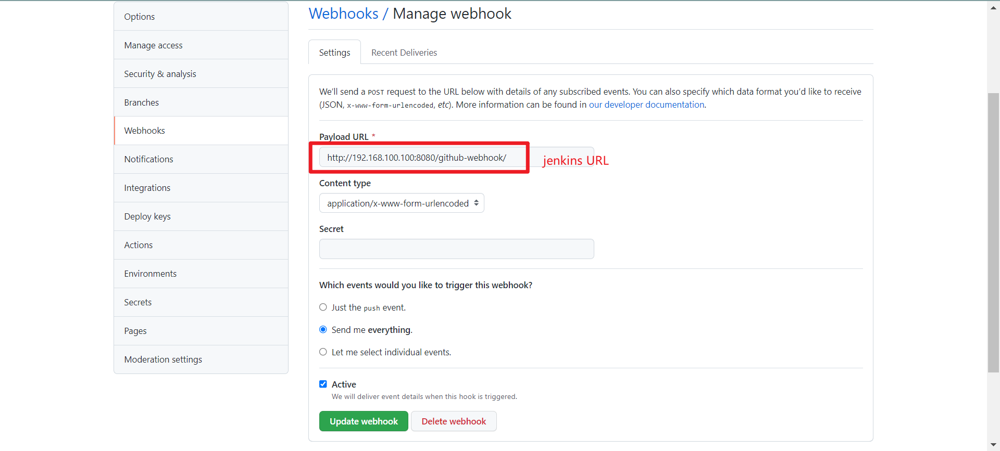 Options
Manage access
Security & analysis
Branches
Webhooks
Notifications
Integrations
Deploy keys
Actions
Environments
Secrets
Pages
Moderation settings
Webhooks / Manage webhook
Settings
Recent Deliveries
We’ll send a POST request to the URL below with details of any subscribed events. You can also specify which data format you’d like to receive
(JSON, x-www-form-urlencoded, etc). More information can be found in our developer documentation.
Payload URL *
http://192.168.100.100:8080/github-webhook/
jenkins URL
Content type
application/x-www-form-urlencoded
Secret
Which events would you like to trigger this webhook?
Just the push event.
Send me everything.
Let me select individual events.
Active
We will deliver event details when this hook is triggered.
Update webhook
Delete webhook